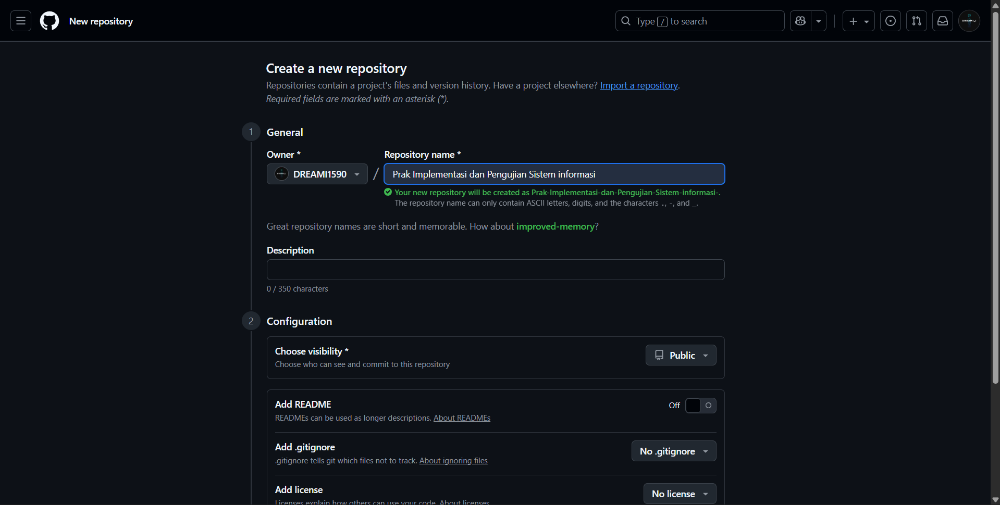 New repository
Type / to search
Create a new repository
Repositories contain a project's files and version history. Have a project elsewhere? Import a repository.
Required fields are marked with an asterisk (*).
1 General
Owner * Repository name *
DREAMI1590 / Prak Implementasi dan Pengujian Sistem informasi
Your new repository will be created as Prak-Implementasi-dan-Pengujian-Sistem-informasi-.
The repository name can only contain ASCII letters, digits, and the characters ., -, and _.
Great repository names are short and memorable. How about improved-memory?
Description
0 / 350 characters
2 Configuration
Choose visibility *
Public
Choose who can see and commit to this repository
Add README
Off
READMEs can be used as longer descriptions. About READMEs
Add .gitignore
No .gitignore
.gitignore tells git which files not to track. About ignoring files
Add license
No license
Licenses explain how others can use your code. About licenses